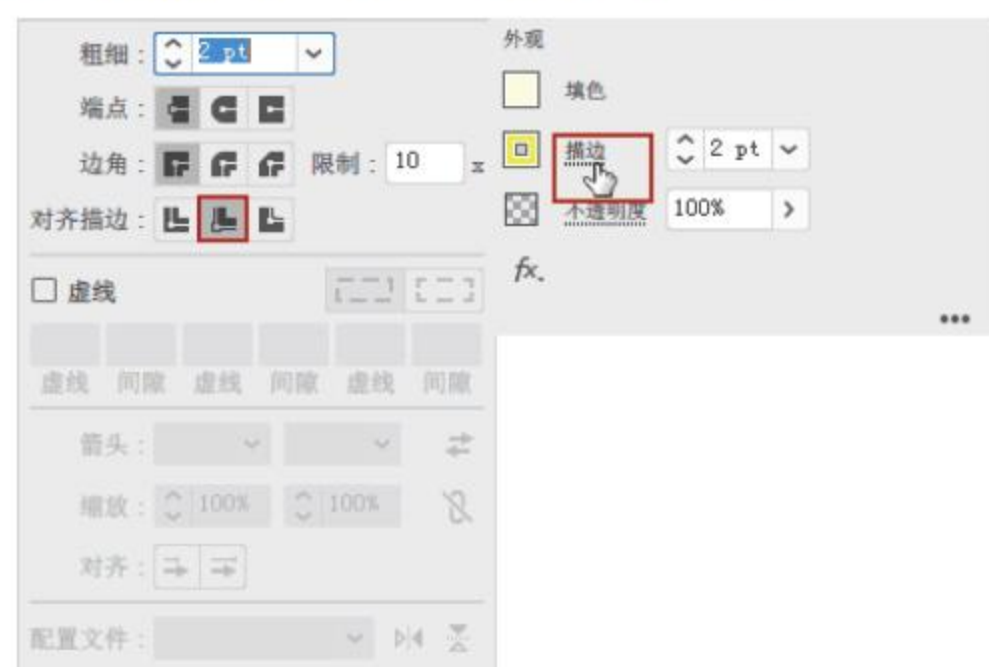 粗细：2 pt
端点：
边角： 限制：10 x
对齐描边：
虚线
虚线 间隙 虚线 间隙 虚线 间隙
箭头：
缩放：100% 100%
对齐：
配置文件：
外观
填色
描边 2 pt
不透明度 100%
fx.